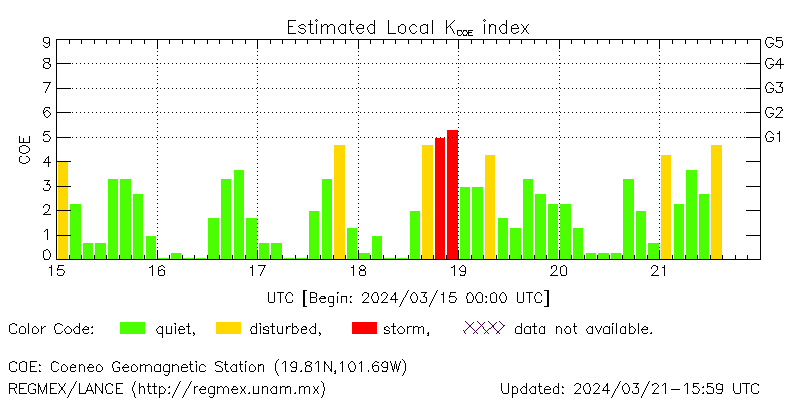 Estimated Local KCOE index
9 G5
8 G4
7 G3
6 G2
5 G1
4
3
2
1
0
COE
15 16 17 18 19 20 21
UTC [Begin: 2024/03/15 00:00 UTC]
Color Code: quiet, disturbed, storm, data not available.
COE: Coeneo Geomagnetic Station (19.81N,101.69W)
REGMEX/LANCE (http://regmex.unam.mx) Updated: 2024/03/21-15:59 UTC